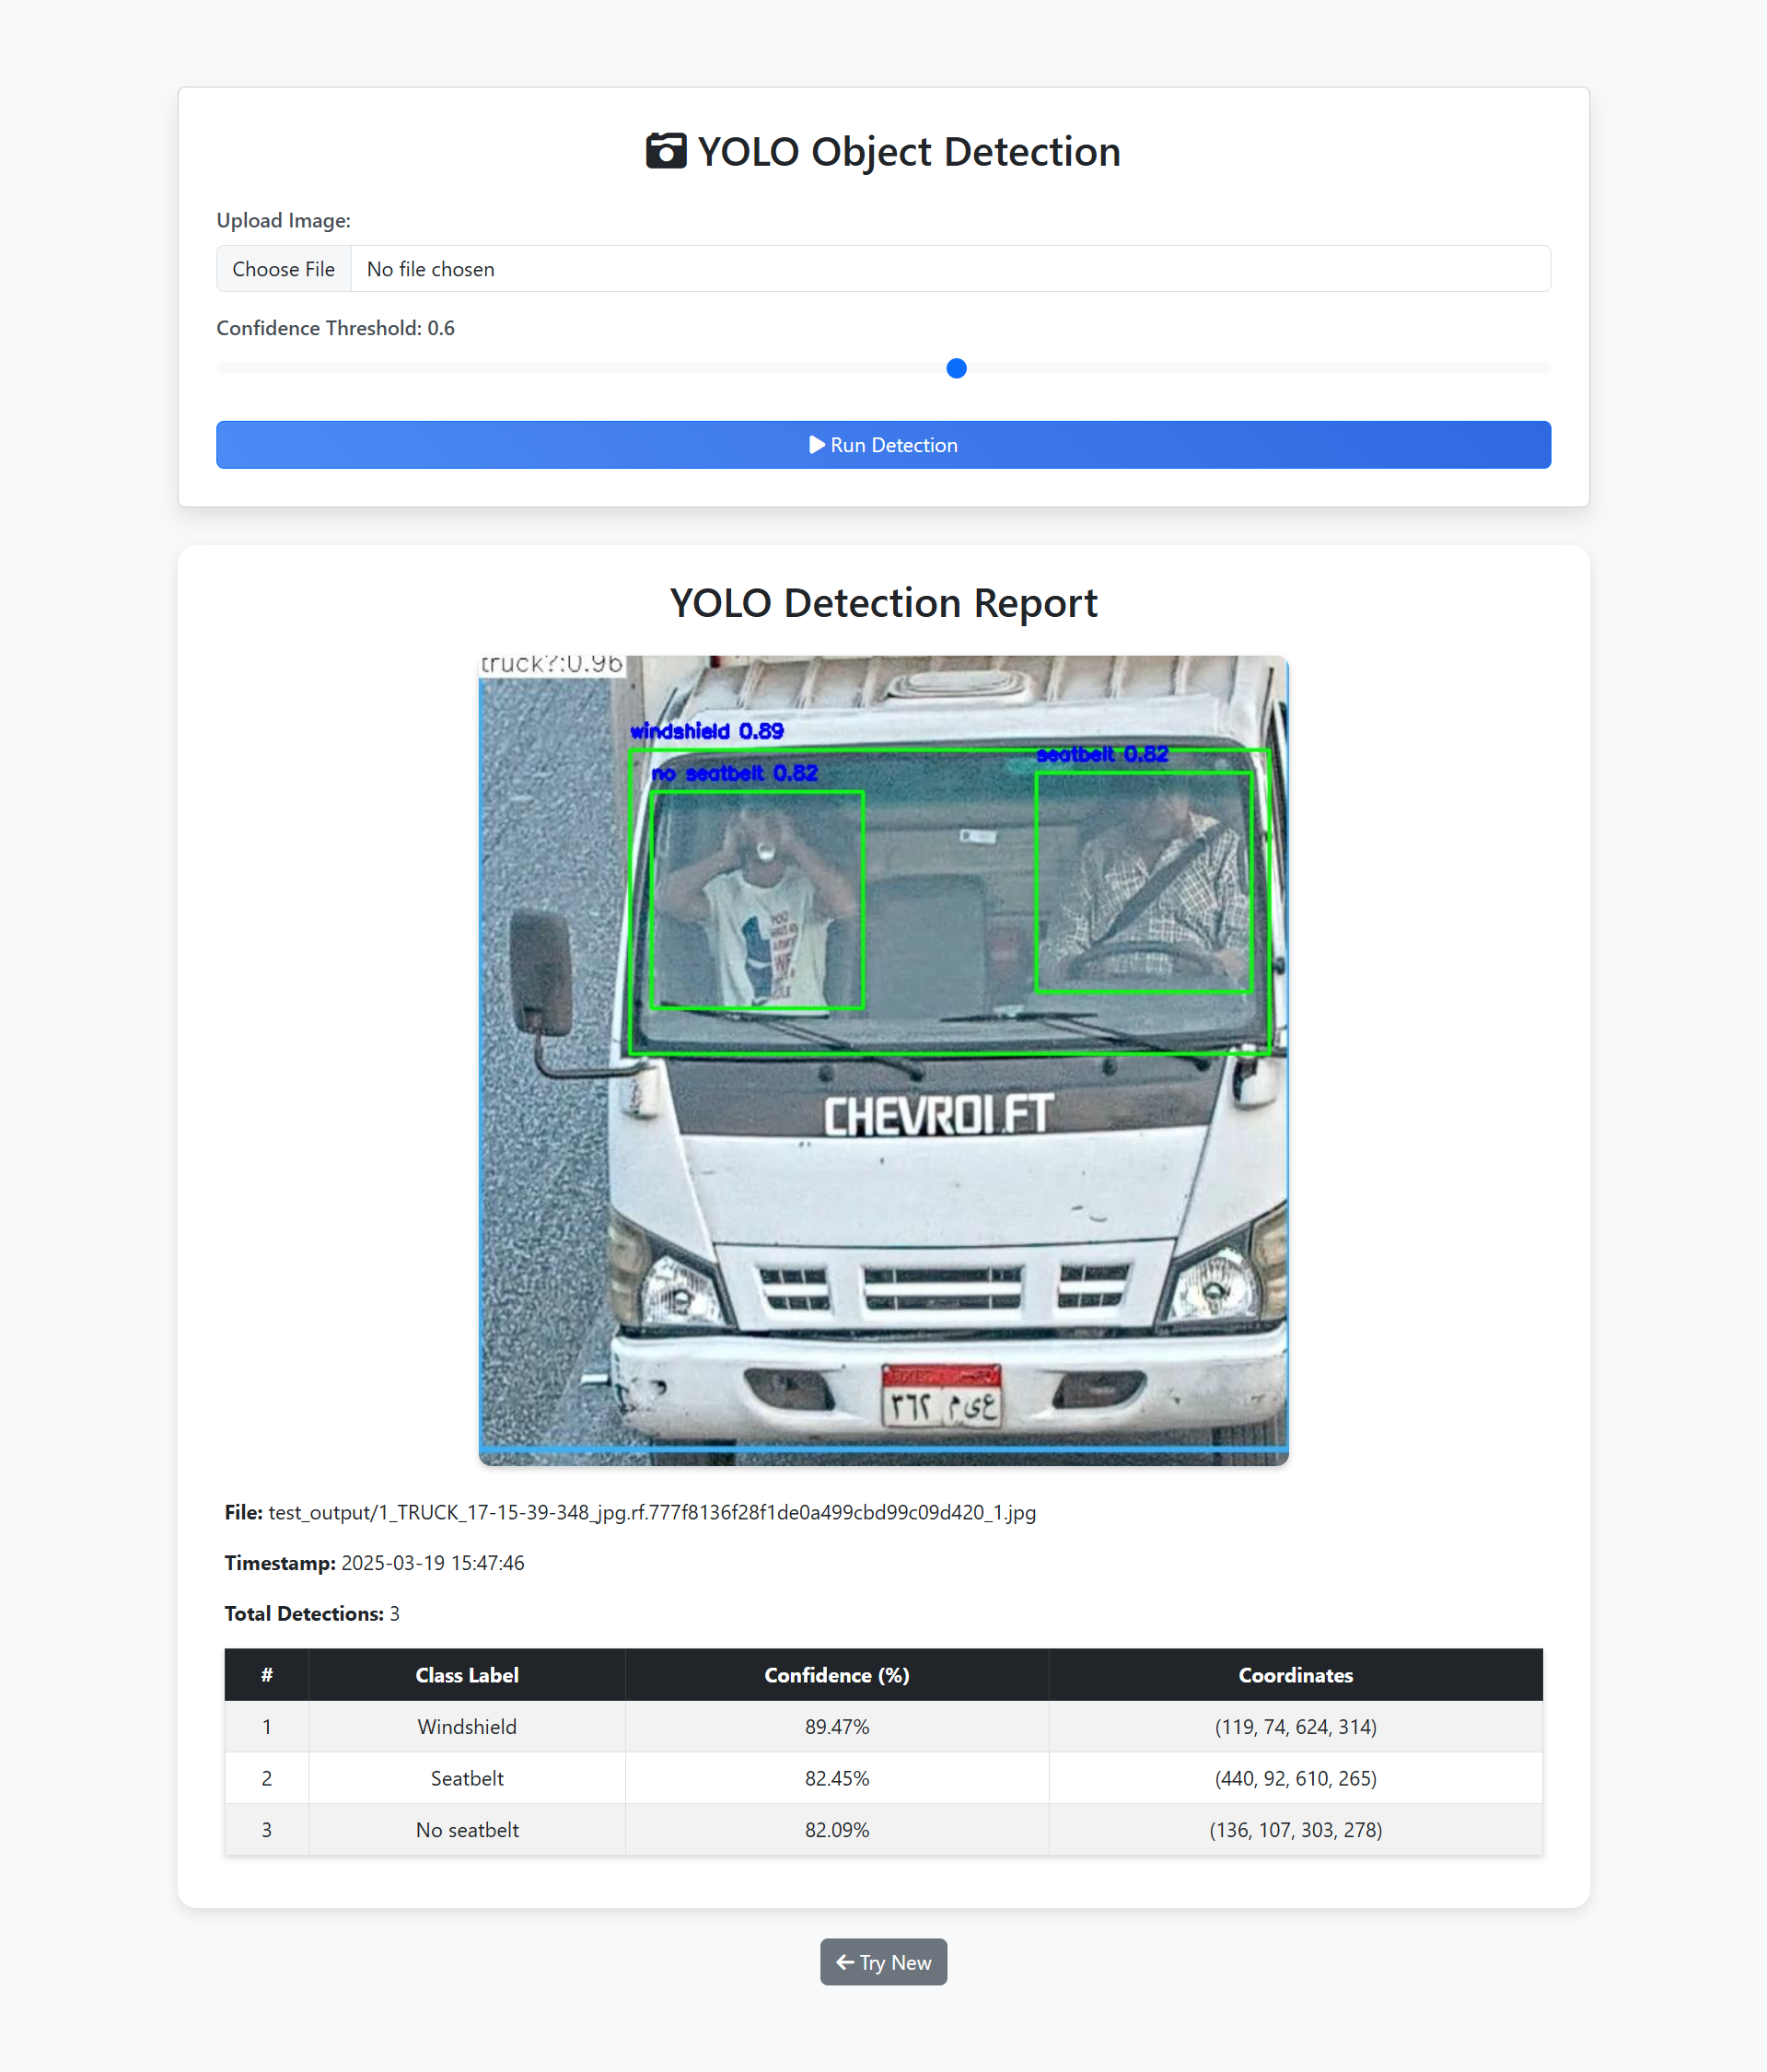 YOLO Object Detection
Upload Image:
Choose File No file chosen
Confidence Threshold: 0.6
Run Detection
YOLO Detection Report
truck?:0.96
windshield 0.89
seatbelt 0.82
no seatbelt 0.82
YOU
WE
CHEVROLET
٣٦٢ ع ى م
File: test_output/1_TRUCK_17-15-39-348_jpg.rf.777f8136f28f1de0a499cbd99c09d420_1.jpg
Timestamp: 2025-03-19 15:47:46
Total Detections: 3
# Class Label Confidence (%) Coordinates
1 Windshield 89.47% (119, 74, 624, 314)
2 Seatbelt 82.45% (440, 92, 610, 265)
3 No seatbelt 82.09% (136, 107, 303, 278)
Try New